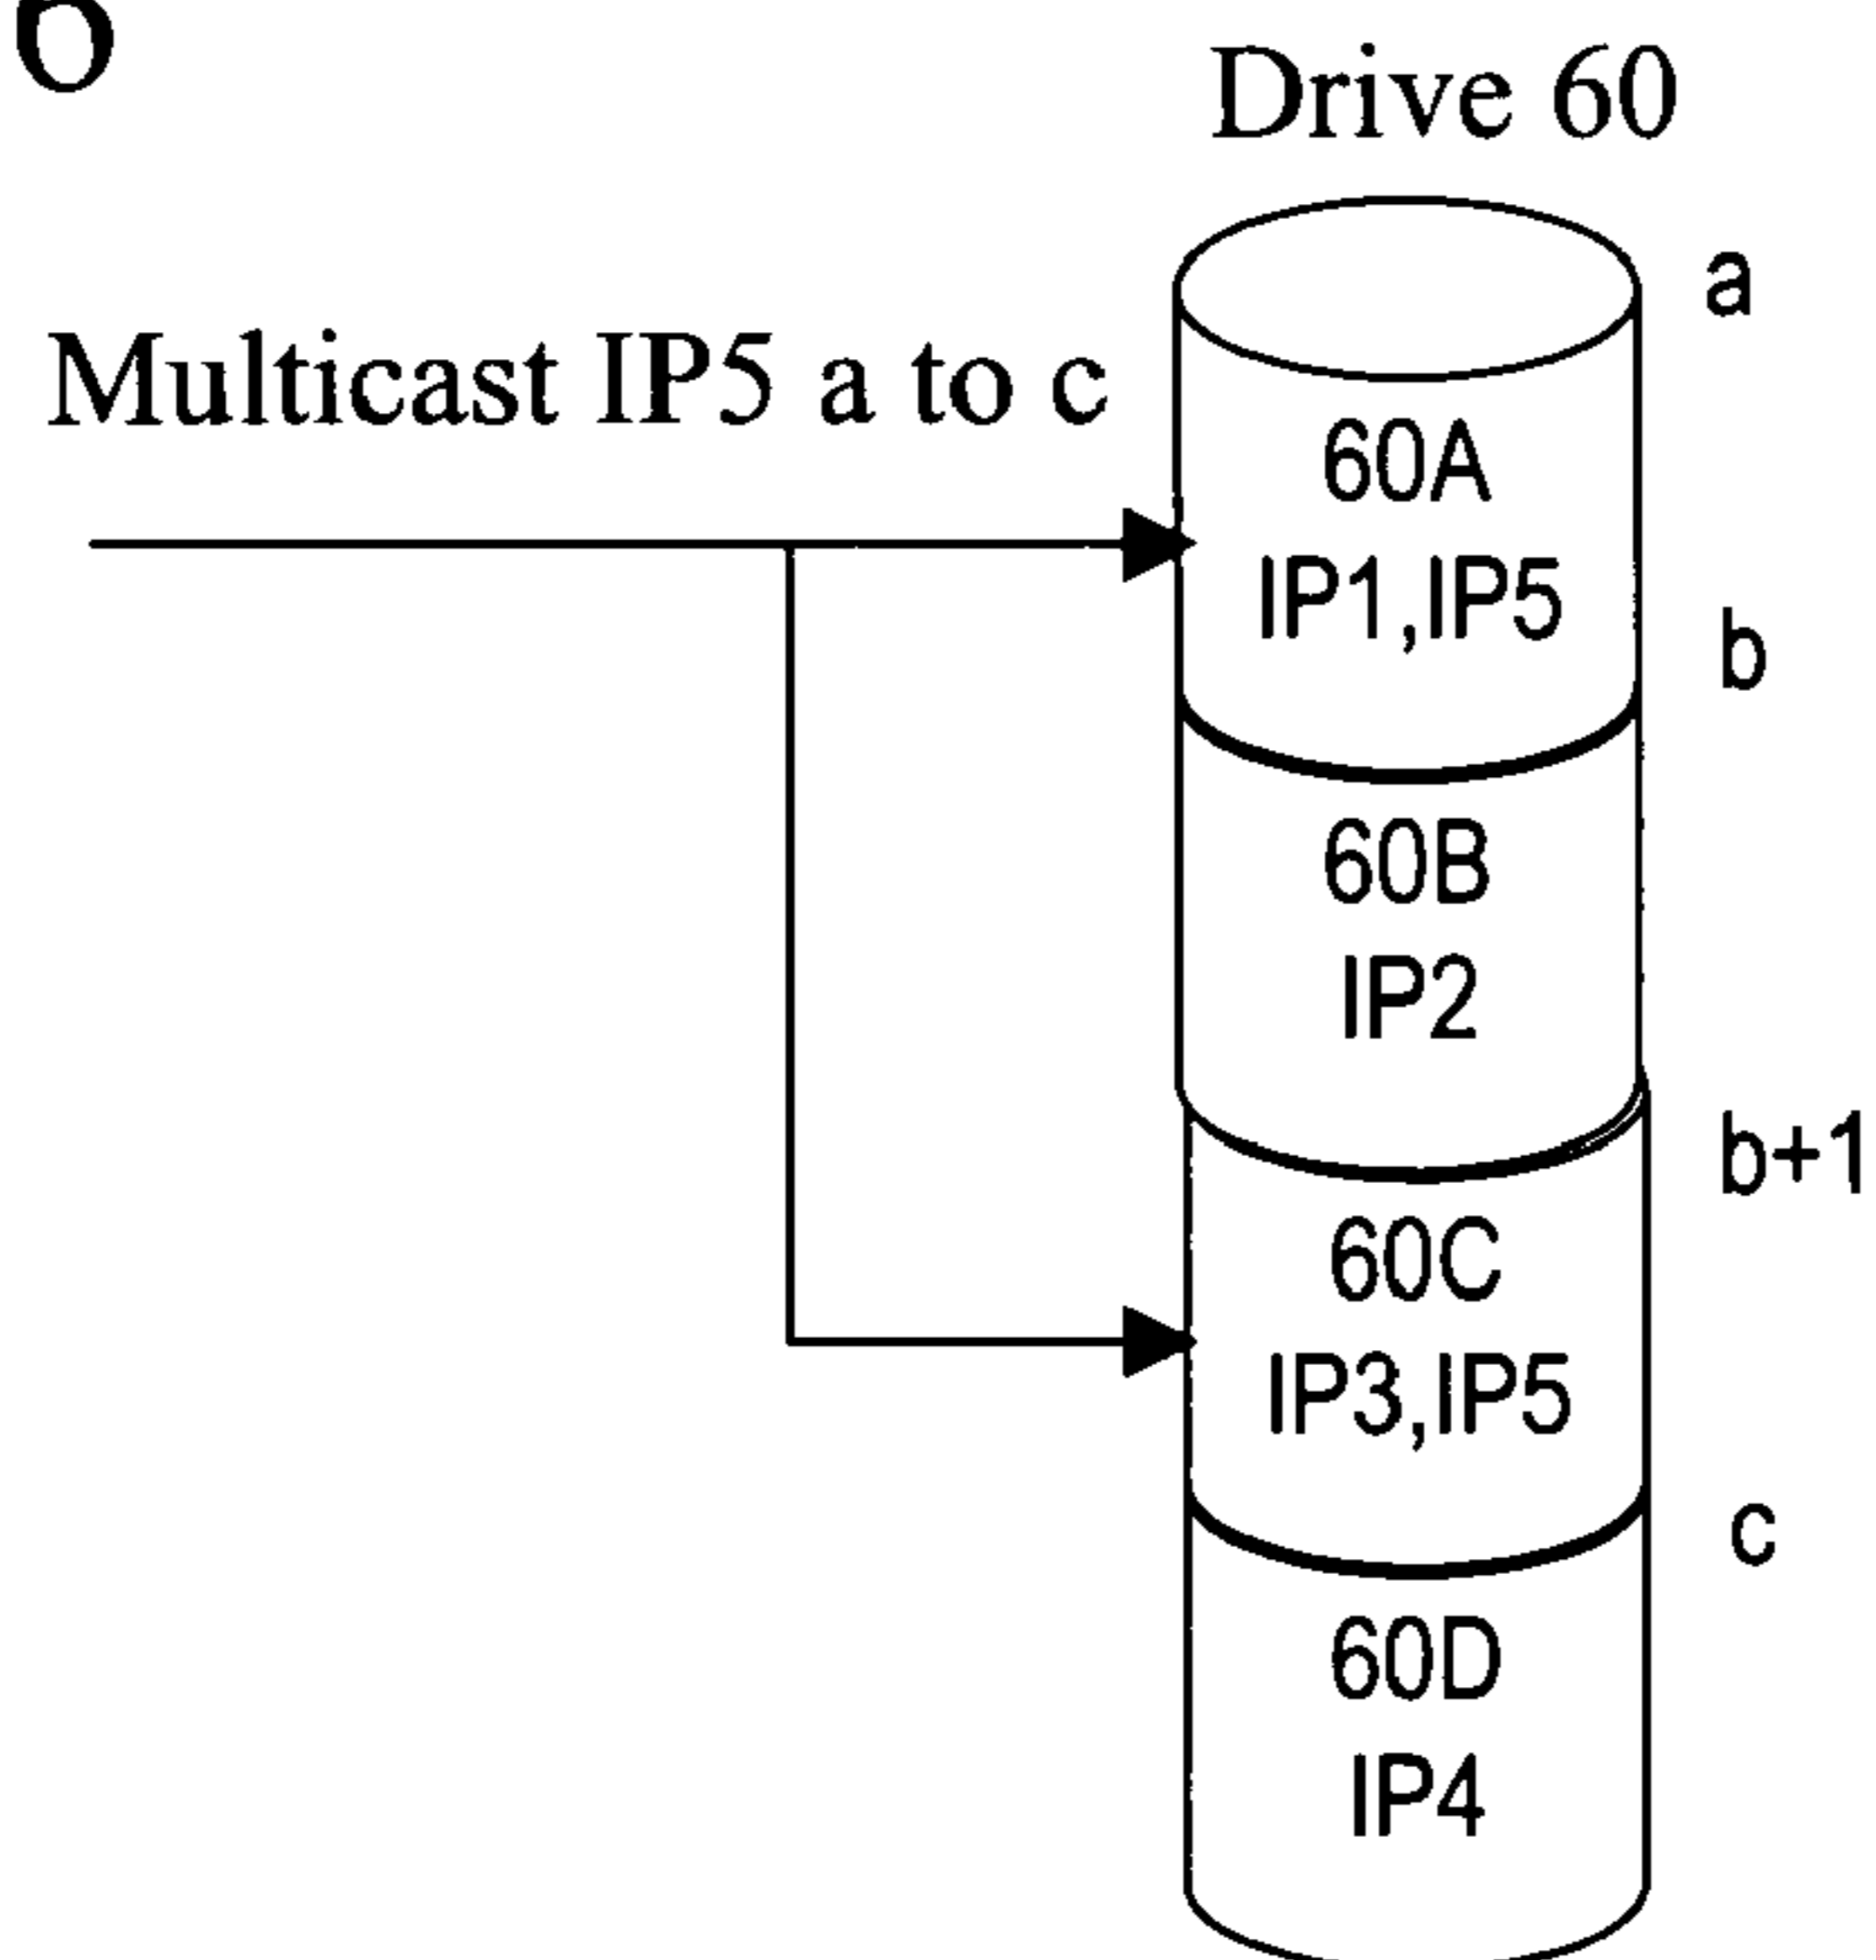 6
Drive 60
a
Multicast IP5 a to c
60A
IP1,IP5
b
60B
IP2
b+1
60C
IP3,IP5
c
60D
IP4